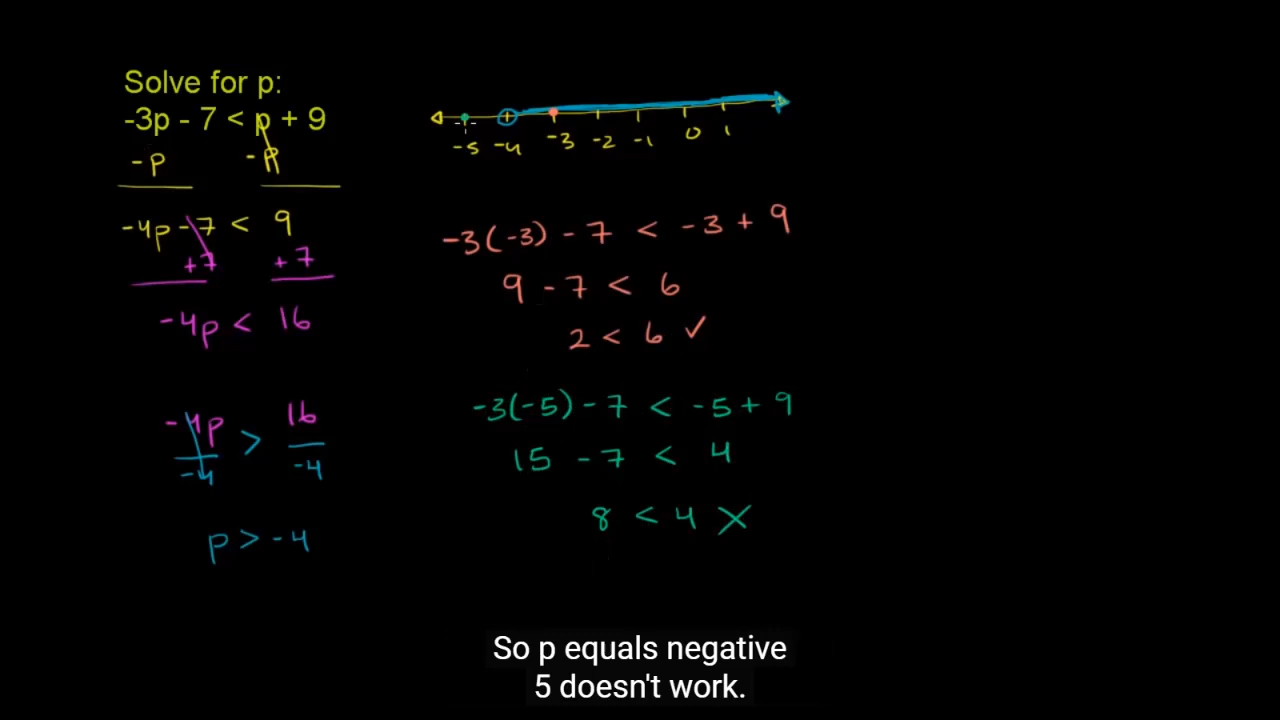 Solve for p:
-3p - 7 < p + 9
-p -p
-4p - 7 < 9
+7 +7
-4p < 16
-4p > 16
-4 -4
p > -4
-5 -4 -3 -2 -1 0 1
-3(-3) - 7 < -3 + 9
9 - 7 < 6
2 < 6 ✓
-3(-5) - 7 < -5 + 9
15 - 7 < 4
8 < 4 X
So p equals negative
5 doesn't work.